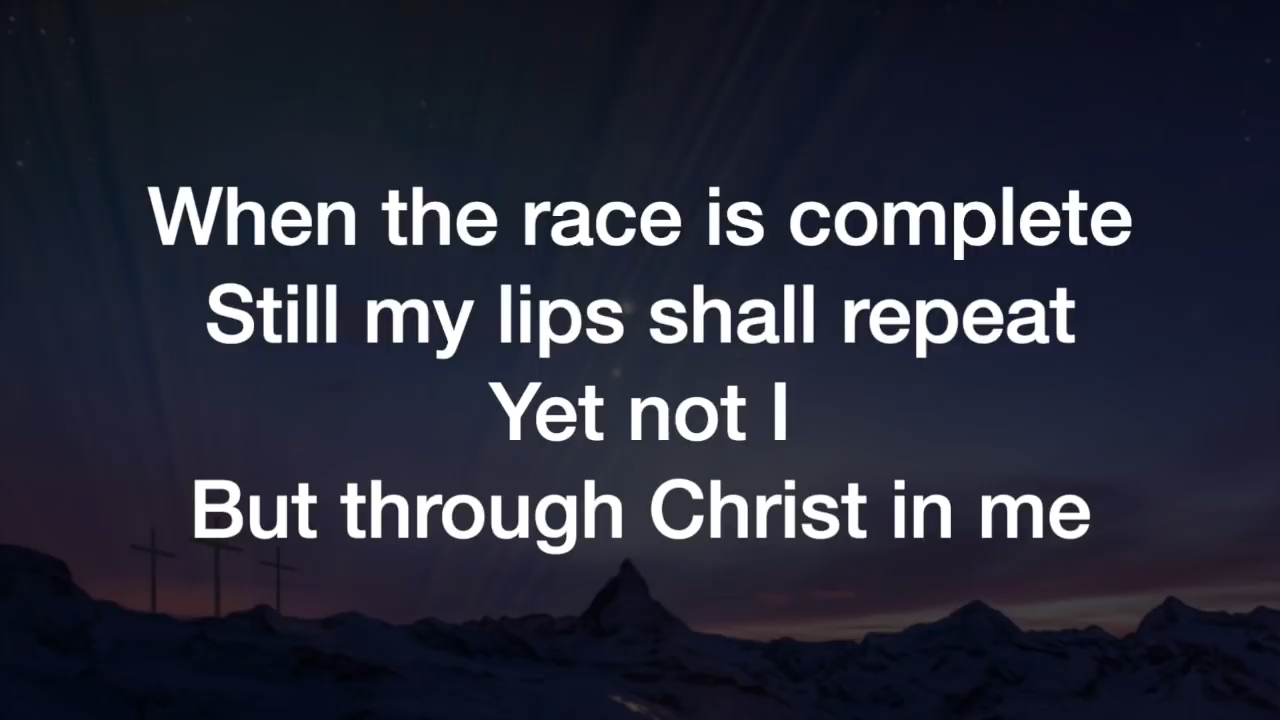 When the race is complete
Still my lips shall repeat
Yet not I
But through Christ in me